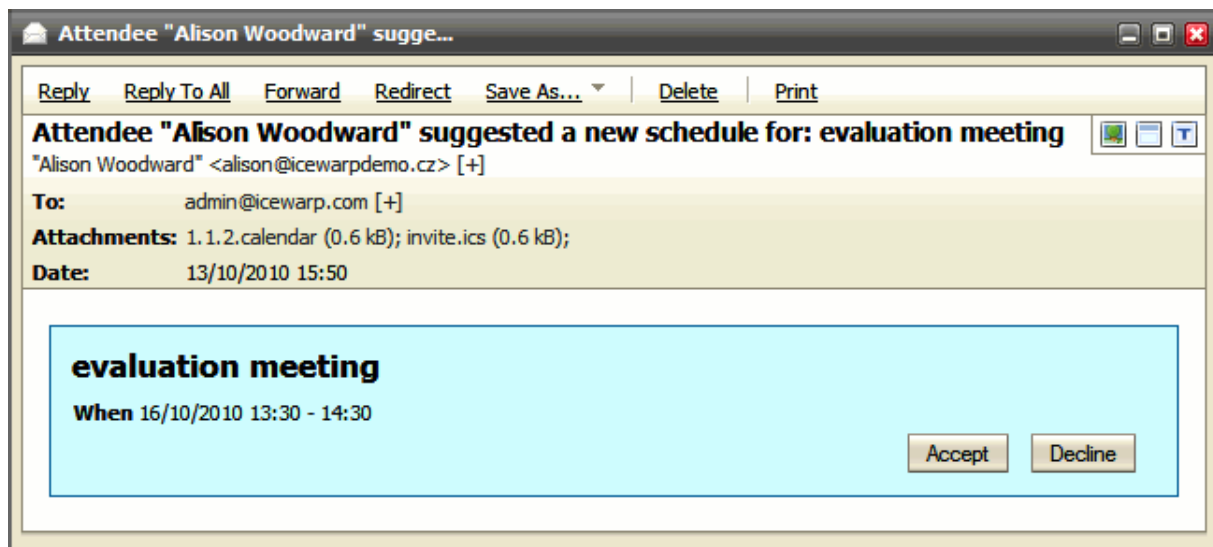 Attendee "Alison Woodward" sugge...
Reply Reply To All Forward Redirect Save As... Delete Print
Attendee "Alison Woodward" suggested a new schedule for: evaluation meeting
T
"Alison Woodward" <alison@icewarpdemo.cz> [+]
To: admin@icewarp.com [+]
Attachments: 1.1.2.calendar (0.6 kB); invite.ics (0.6 kB);
Date: 13/10/2010 15:50
evaluation meeting
When 16/10/2010 13:30 - 14:30
Accept Decline